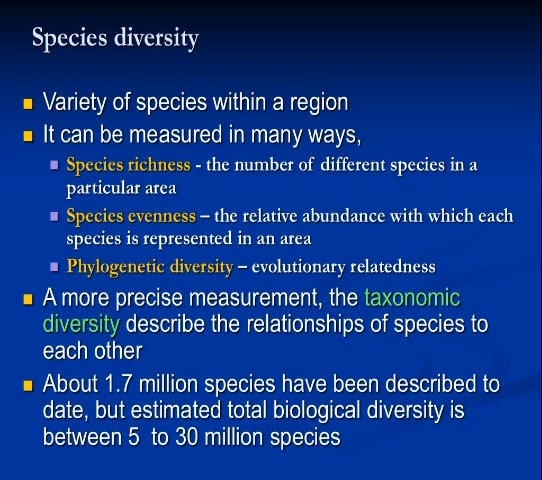 Species diversity
Variety of species within a region
It can be measured in many ways,
Species richness - the number of different species in a
particular area
Species evenness – the relative abundance with which each
species is represented in an area
Phylogenetic diversity – evolutionary relatedness
A more precise measurement, the taxonomic
diversity describe the relationships of species to
each other
About 1.7 million species have been described to
date, but estimated total biological diversity is
between 5 to 30 million species